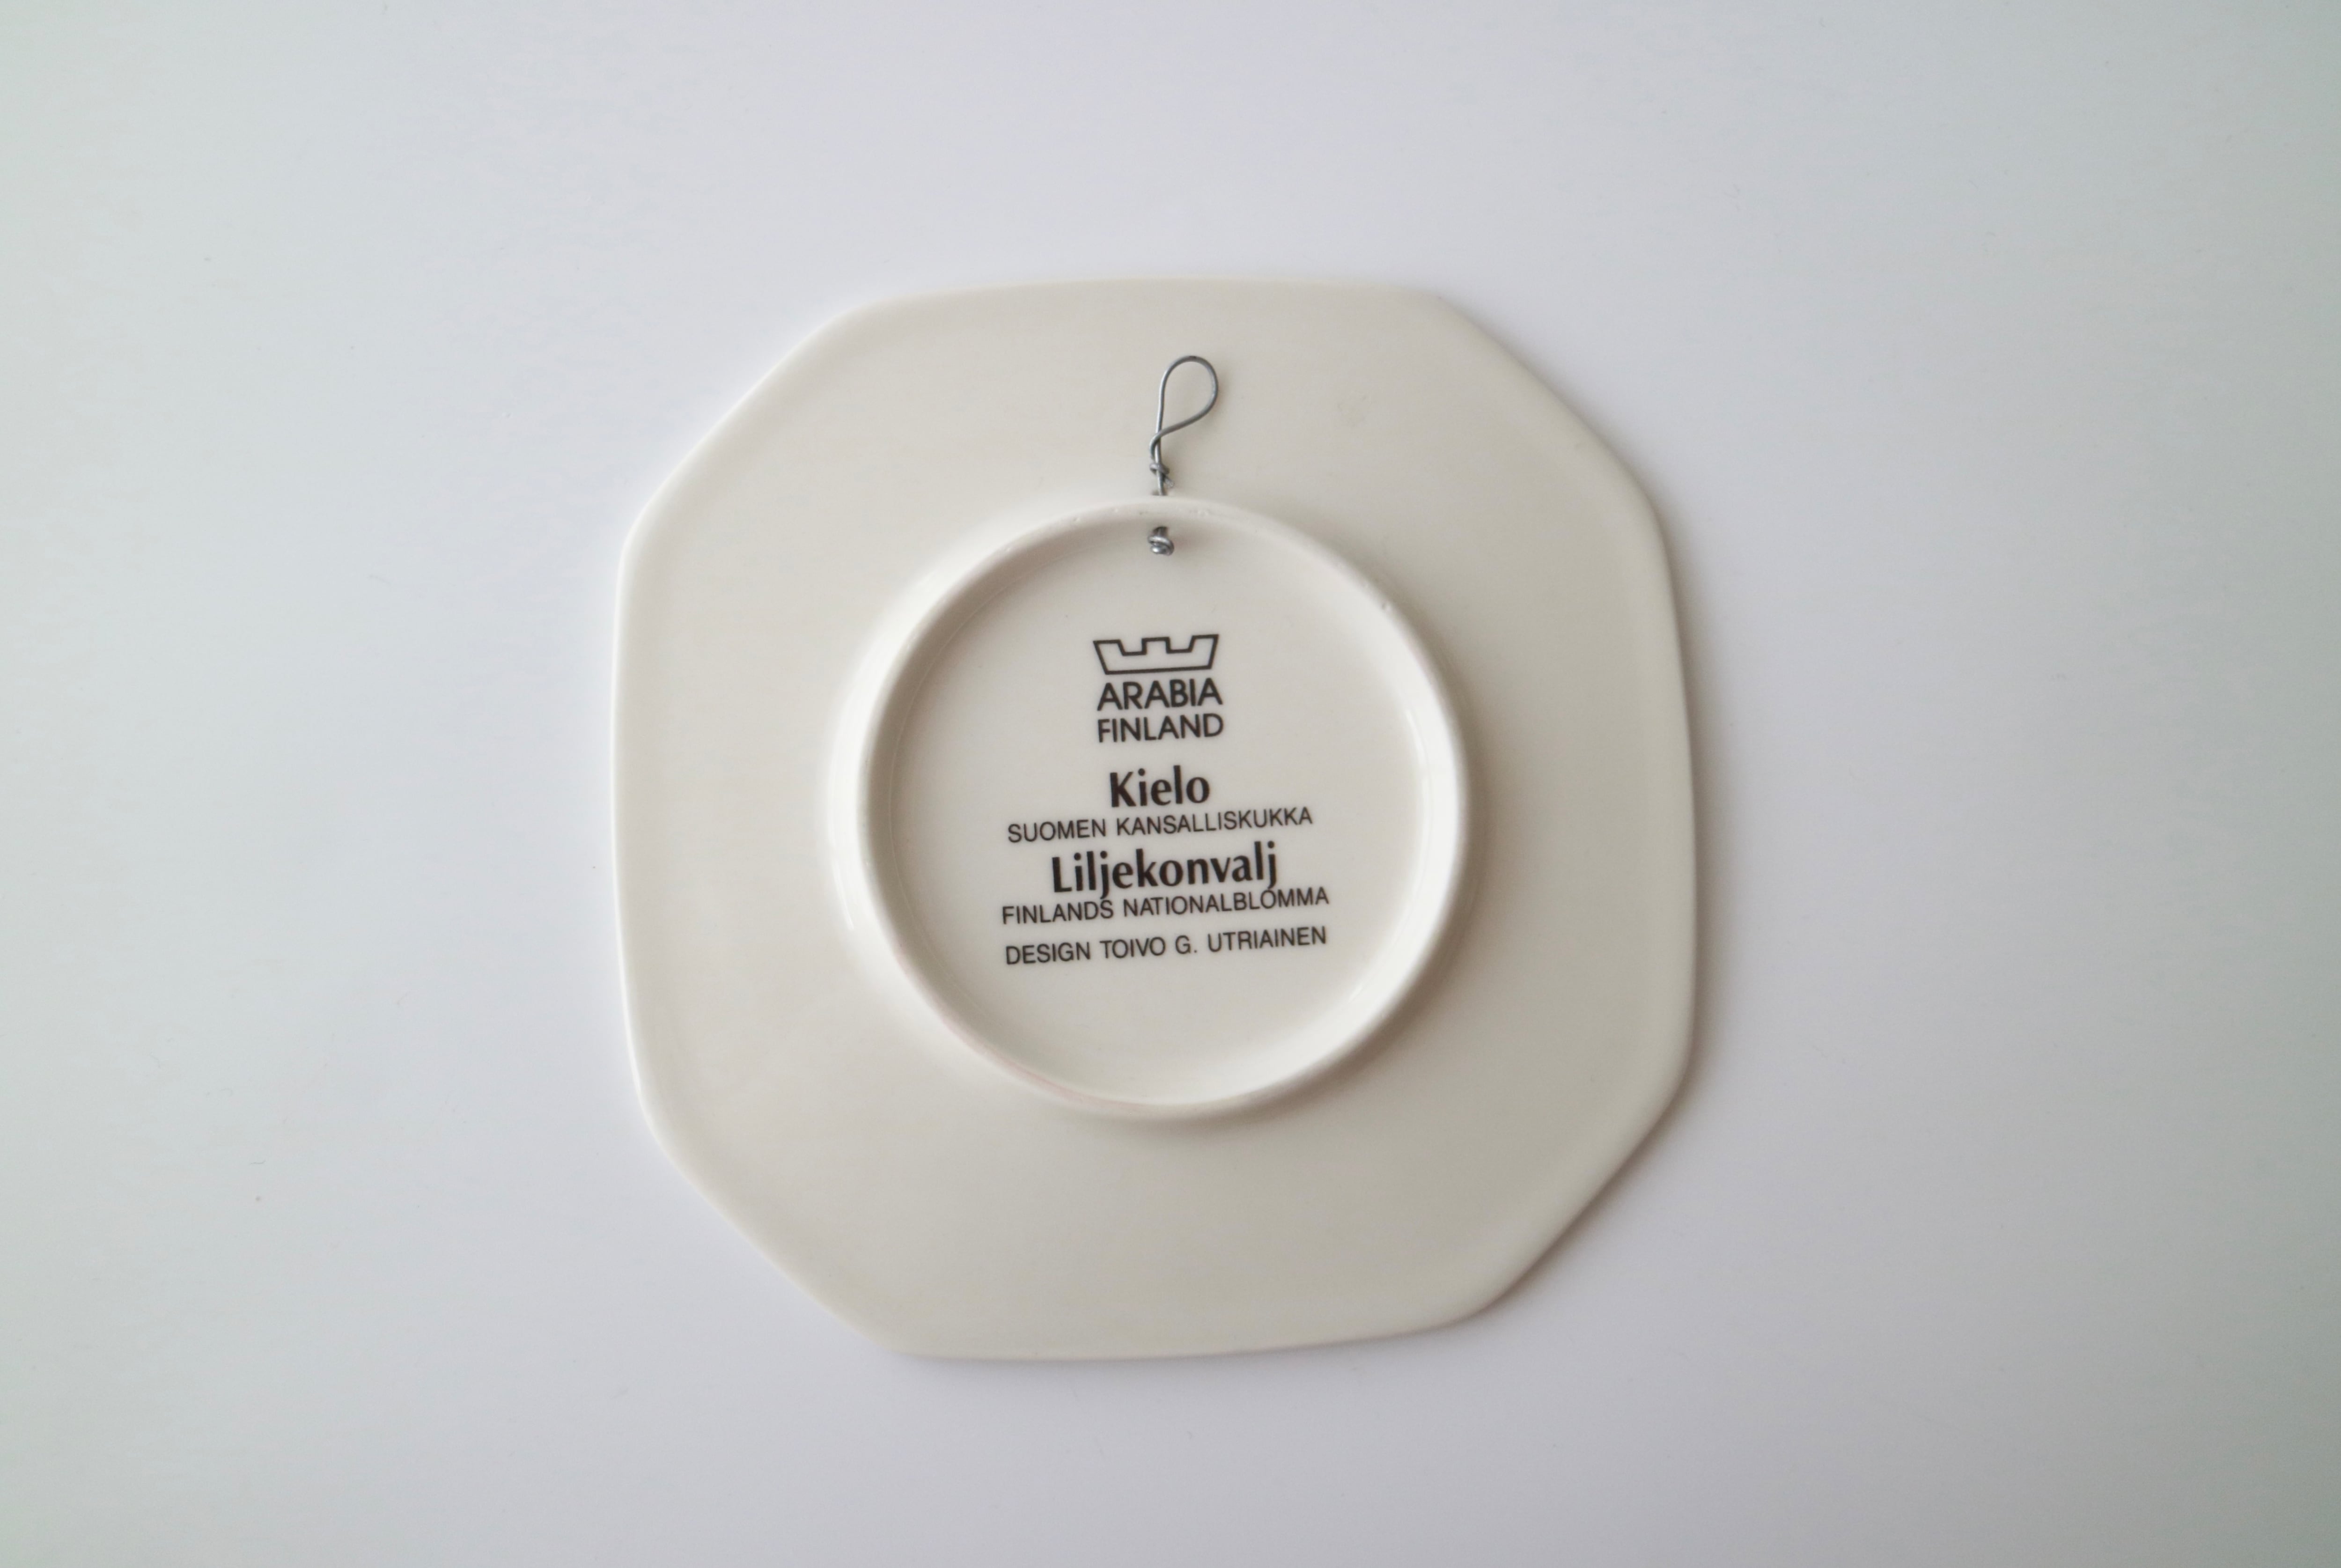 ARABIA
FINLAND
Kielo
SUOMEN KANSALLISKUKKA
Liljekonvalj
FINLANDS NATIONALBLOMMA
DESIGN TOIVO G. UTRIAINEN